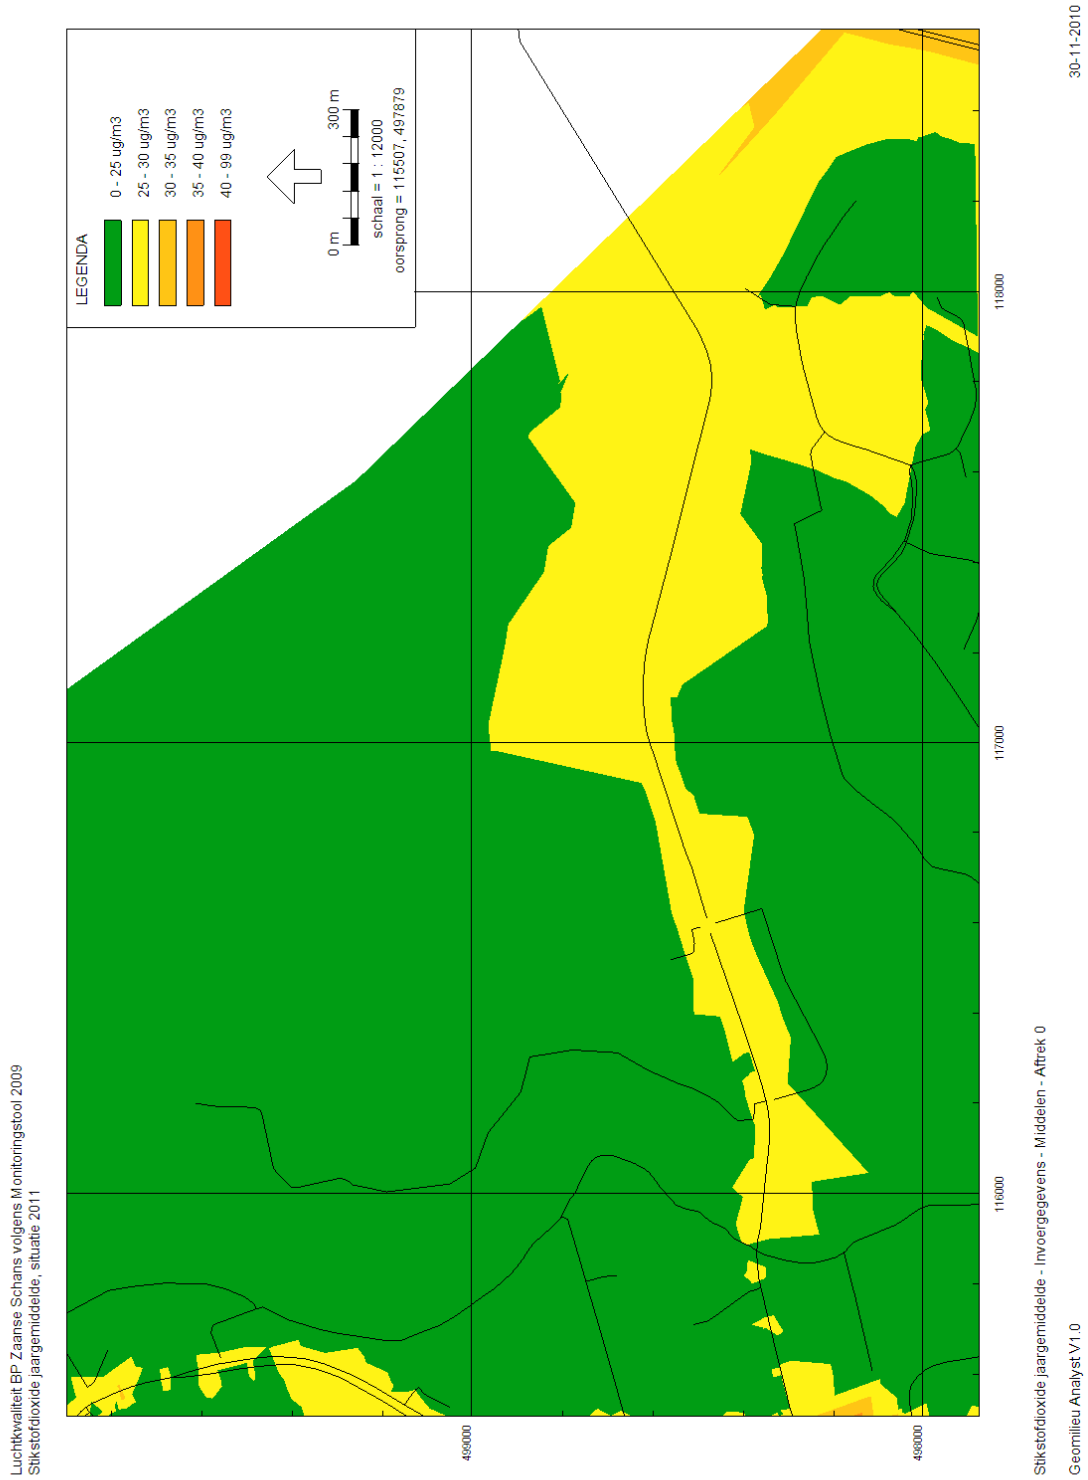 Luchtkwaliteit BP Zaanse Schans volgens Monitoringstool 2009
Stikstofdioxide jaargemiddelde, situatie 2011
LEGENDA
0 - 25 ug/m3
25 - 30 ug/m3
30 - 35 ug/m3
35 - 40 ug/m3
40 - 99 ug/m3
0 m
300 m
schaal = 1 : 12000
oorsprong = 115507, 497879
499000
498000
116000
117000
118000
Stikstofdioxide jaargemiddelde - Invoergegevens - Middelen - Aftrek 0
Geomilieu Analyst V1.0
30-11-2010